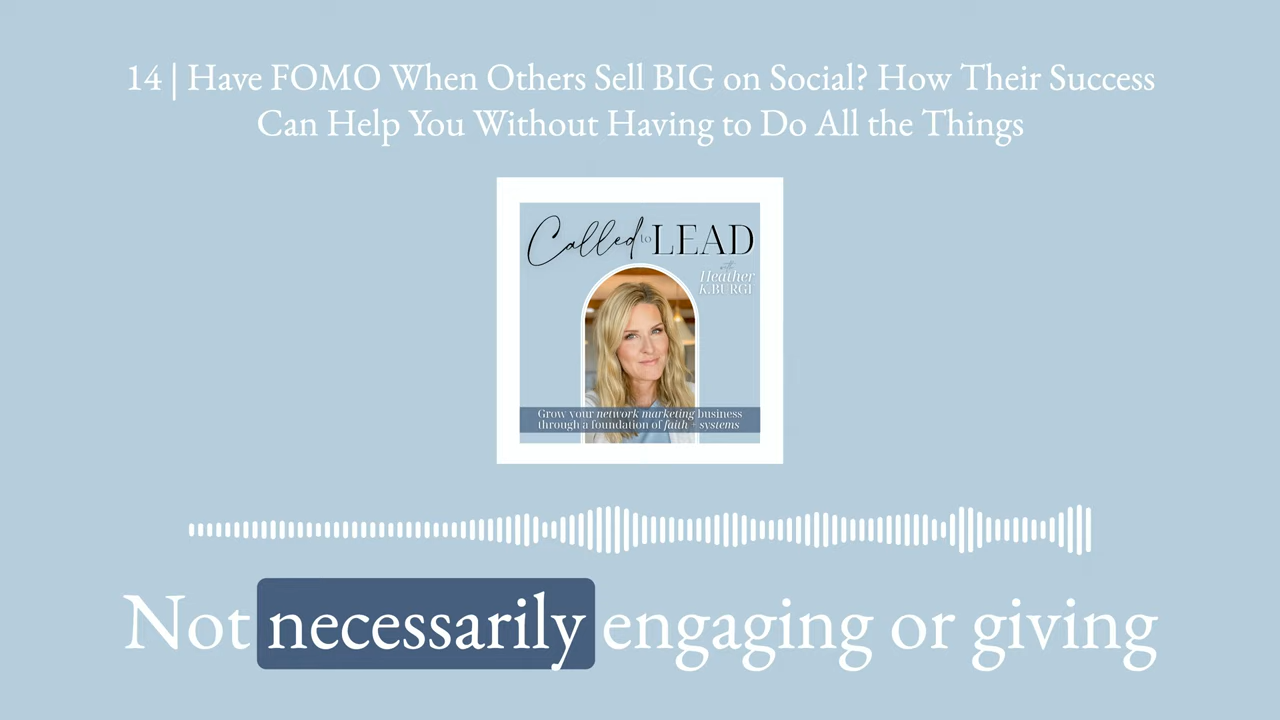 14 | Have FOMO When Others Sell BIG on Social? How Their Success
Can Help You Without Having to Do All the Things
Called to LEAD
with
Heather
K.BURGI
Grow your network marketing business
through a foundation of faith + systems
Not necessarily engaging or giving